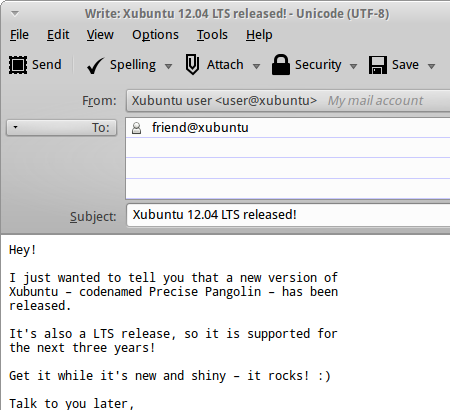 Write: Xubuntu 12.04 LTS released! - Unicode (UTF-8)
File Edit View Options Tools Help
Send Spelling Attach Security Save
From: Xubuntu user <user@xubuntu> My mail account
To: friend@xubuntu
Subject: Xubuntu 12.04 LTS released!
Hey!
I just wanted to tell you that a new version of
Xubuntu – codenamed Precise Pangolin – has been
released.
It's also a LTS release, so it is supported for
the next three years!
Get it while it's new and shiny – it rocks! :)
Talk to you later,